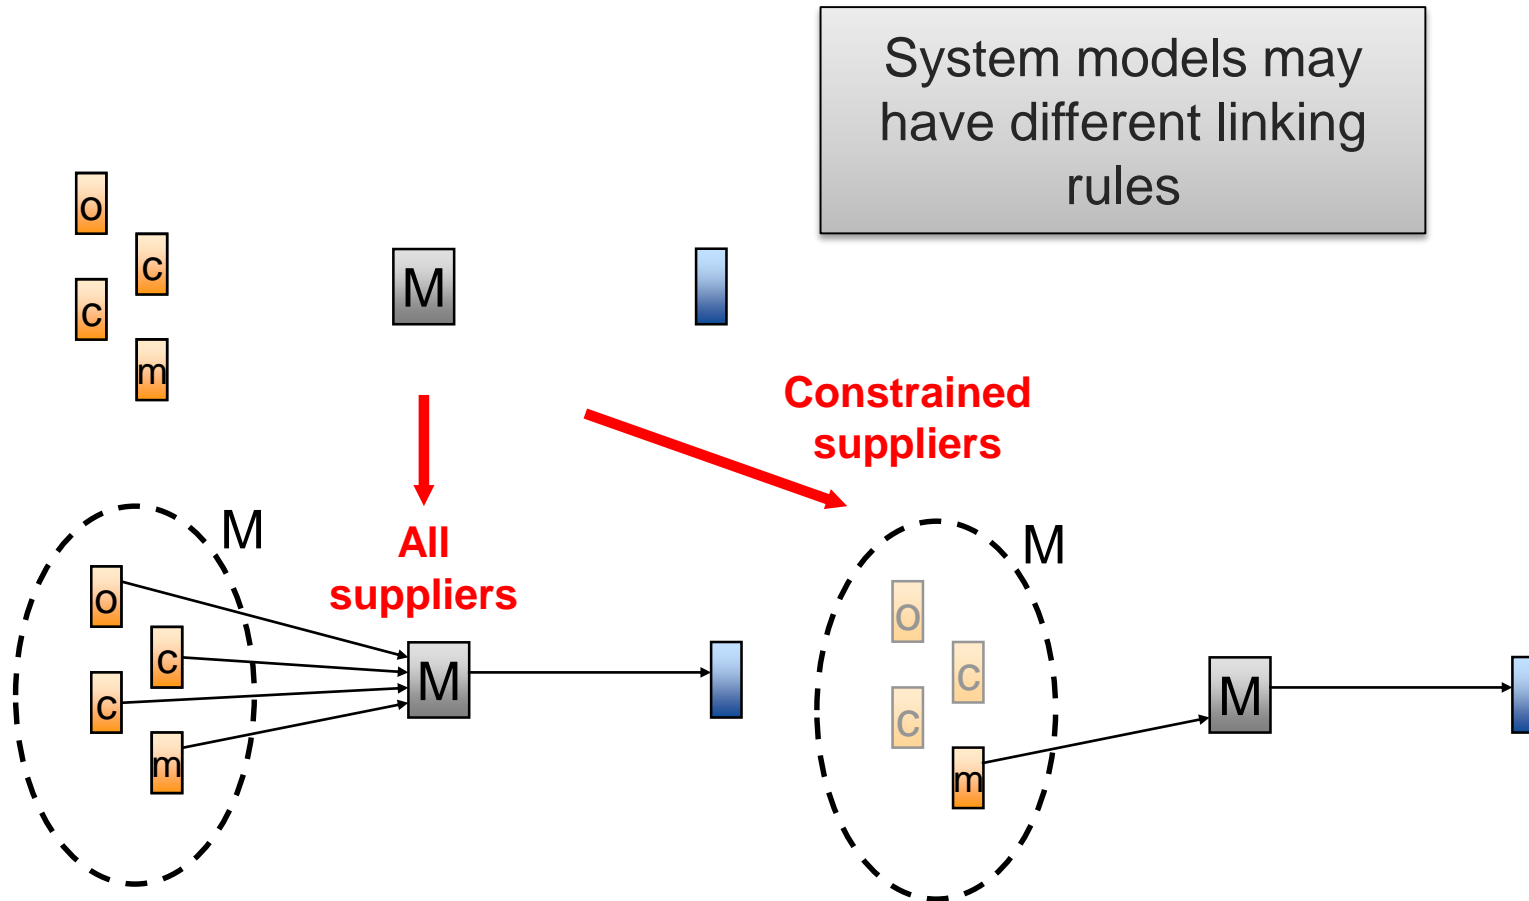 System models may
have different linking
rules
o
c
c
m
M
Constrained
suppliers
All
suppliers
M
o
c
c
m
M
M
o
c
c
m
M